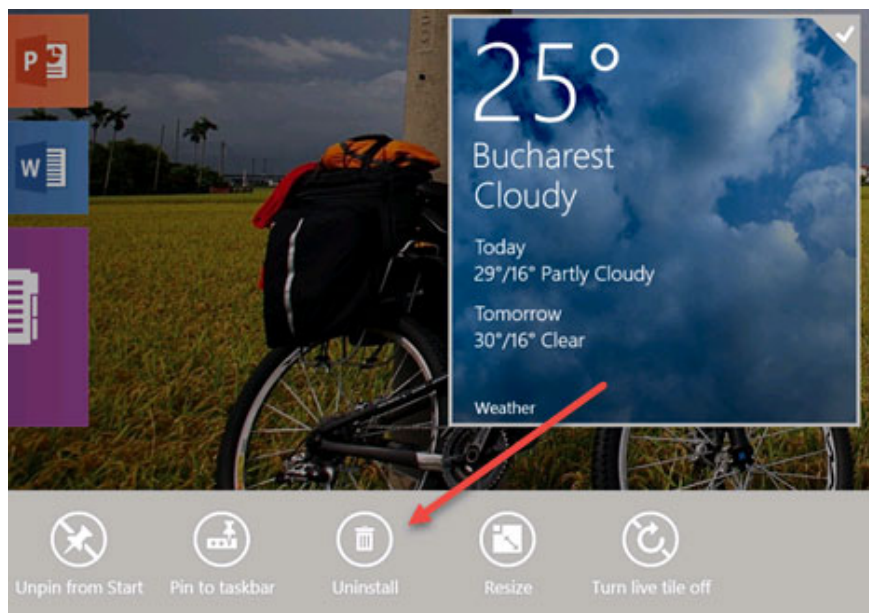 P
W
25°
Bucharest
Cloudy
Today
29°/16° Partly Cloudy
Tomorrow
30°/16° Clear
Weather
Unpin from Start
Pin to taskbar
Uninstall
Resize
Turn live tile off